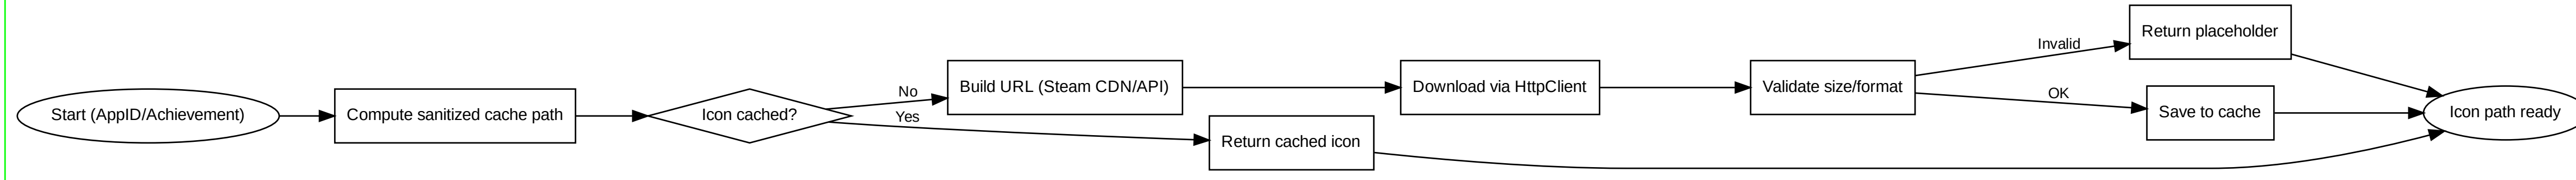 Start (AppID/Achievement)
Compute sanitized cache path
Icon cached?
No
Yes
Build URL (Steam CDN/API)
Return cached icon
Download via HttpClient
Validate size/format
Invalid
OK
Return placeholder
Save to cache
Icon path ready